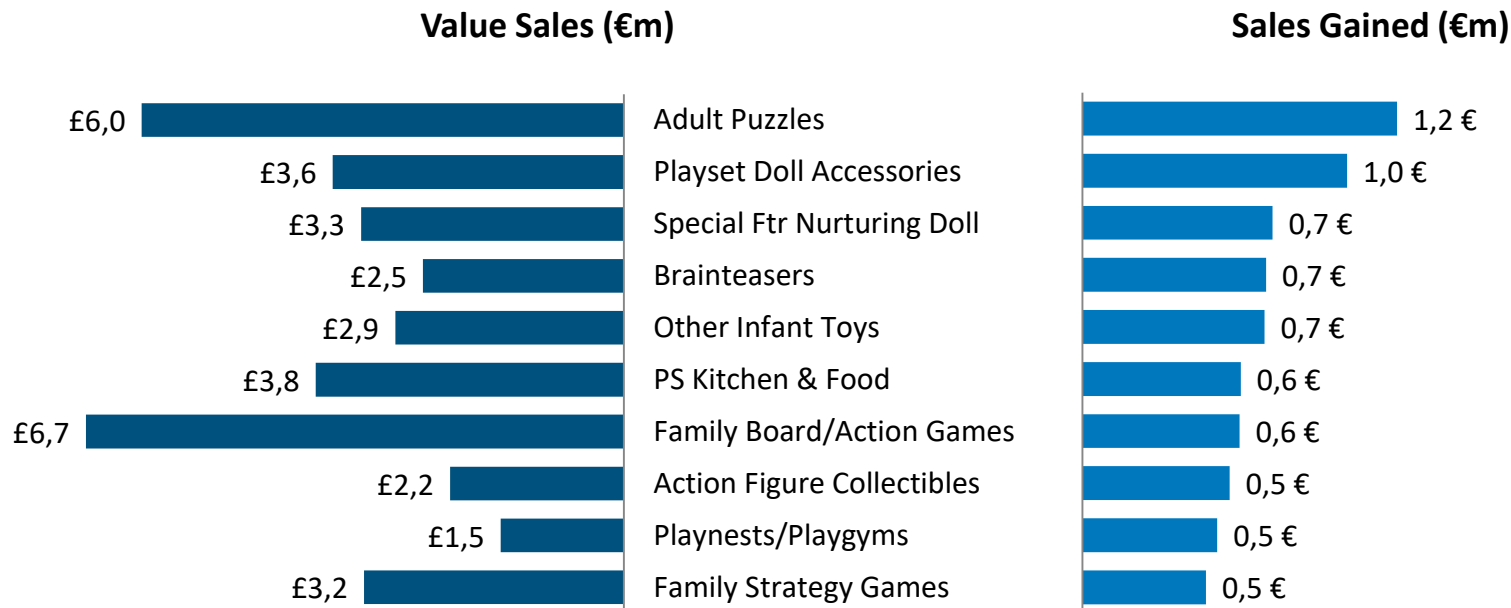 Value Sales (€m) Sales Gained (€m)
£6,0 Adult Puzzles 1,2 €
£3,6 Playset Doll Accessories 1,0 €
£3,3 Special Ftr Nurturing Doll 0,7 €
£2,5 Brainteasers 0,7 €
£2,9 Other Infant Toys 0,7 €
£3,8 PS Kitchen & Food 0,6 €
£6,7 Family Board/Action Games 0,6 €
£2,2 Action Figure Collectibles 0,5 €
£1,5 Playnests/Playgyms 0,5 €
£3,2 Family Strategy Games 0,5 €